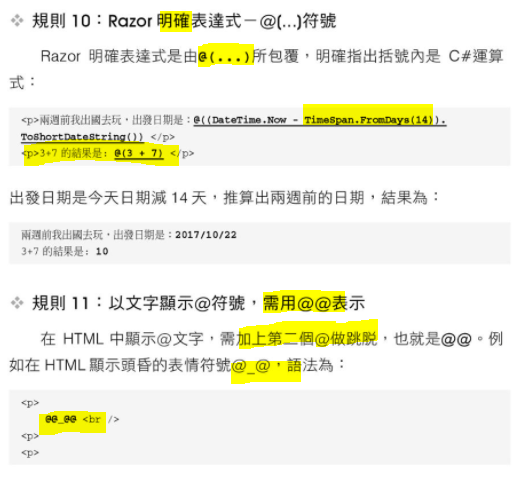 ❖ 規則 10：Razor 明確表達式－@(...)符號
Razor 明確表達式是由@(...)所包覆，明確指出括號內是 C#運算
式：
<p>兩週前我出國去玩，出發日期是：@((DateTime.Now - TimeSpan.FromDays(14)).
ToShortDateString()) </p>
<p>3+7 的結果是: @(3 + 7) </p>
出發日期是今天日期減 14 天，推算出兩週前的日期，結果為：
兩週前我出國去玩，出發日期是：2017/10/22
3+7 的結果是: 10
❖ 規則 11：以文字顯示@符號，需用@@表示
在 HTML 中顯示@文字，需加上第二個@做跳脫，也就是@@。例
如在 HTML 顯示頭昏的表情符號@_@，語法為：
<p>
@@_@@ <br />
<p>
<p>